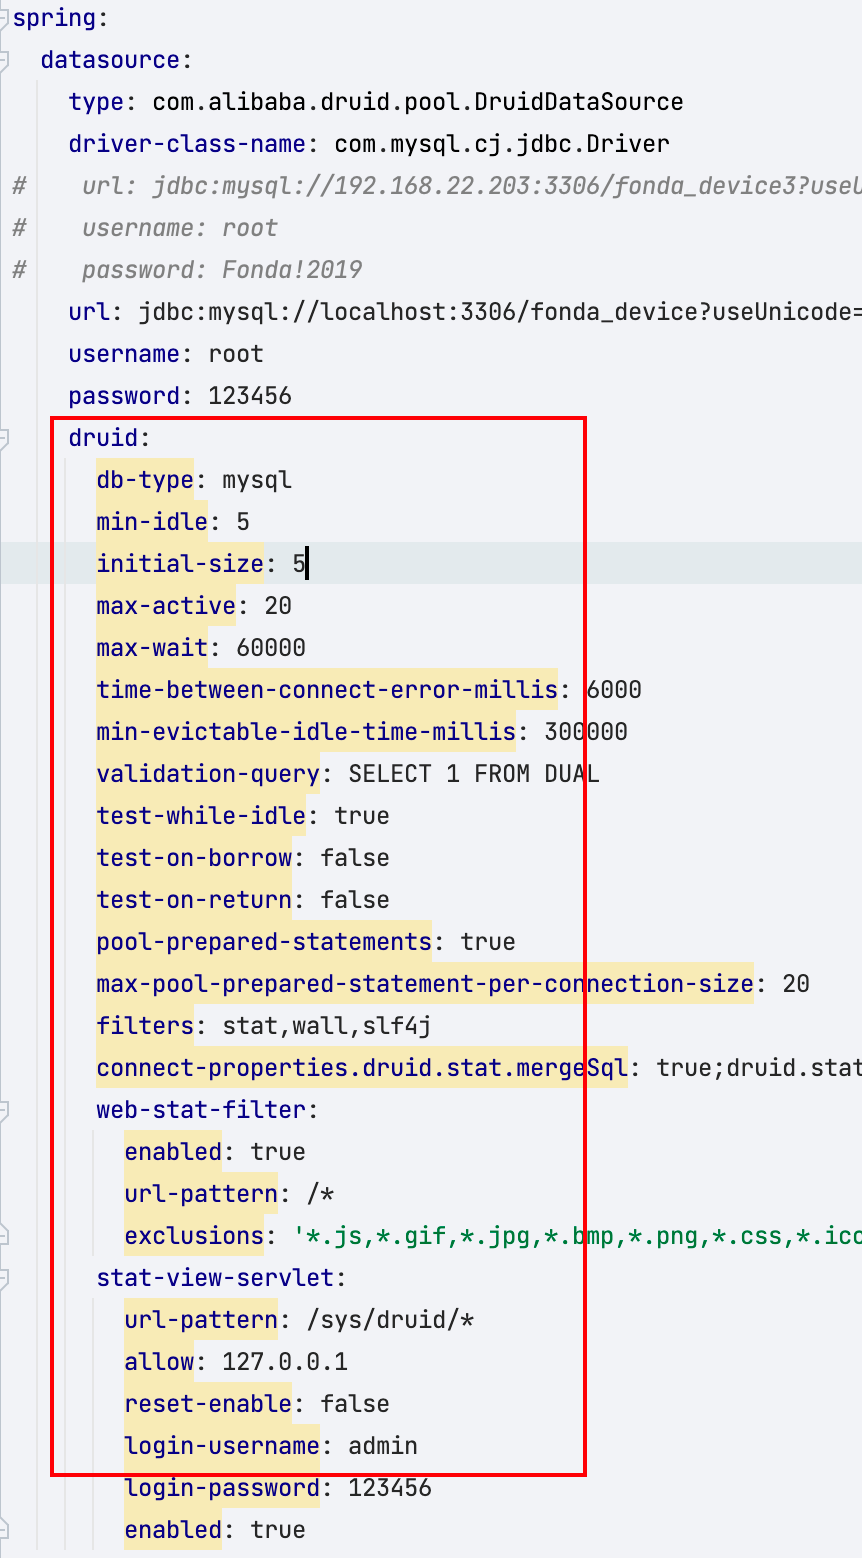 spring:
datasource:
type: com.alibaba.druid.pool.DruidDataSource
driver-class-name: com.mysql.cj.jdbc.Driver
# url: jdbc:mysql://192.168.22.203:3306/fonda_device3?useU
# username: root
# password: Fonda!2019
url: jdbc:mysql://localhost:3306/fonda_device?useUnicode=
username: root
password: 123456
druid:
db-type: mysql
min-idle: 5
initial-size: 5
max-active: 20
max-wait: 60000
time-between-connect-error-millis: 6000
min-evictable-idle-time-millis: 300000
validation-query: SELECT 1 FROM DUAL
test-while-idle: true
test-on-borrow: false
test-on-return: false
pool-prepared-statements: true
max-pool-prepared-statement-per-connection-size: 20
filters: stat,wall,slf4j
connect-properties.druid.stat.mergeSql: true;druid.stat
web-stat-filter:
enabled: true
url-pattern: /*
exclusions: '*.js,*.gif,*.jpg,*.bmp,*.png,*.css,*.ico
stat-view-servlet:
url-pattern: /sys/druid/*
allow: 127.0.0.1
reset-enable: false
login-username: admin
login-password: 123456
enabled: true